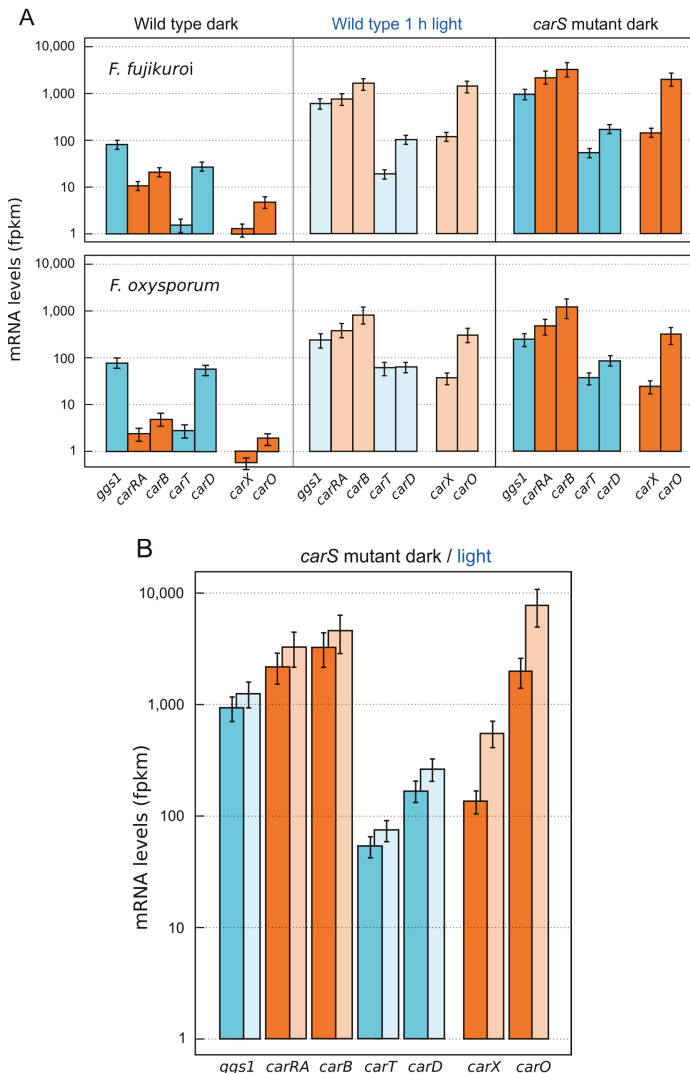 A
Wild type dark
Wild type 1 h light
carS mutant dark
mRNA levels (fpkm)
10,000
1,000
100
10
1
F. fujikuroi
10,000
1,000
100
10
1
F. oxysporum
ggs1 carRA carB carT carD carX carO
ggs1 carRA carB carT carD carX carO
ggs1 carRA carB carT carD carX carO
B
carS mutant dark / light
mRNA levels (fpkm)
10,000
1,000
100
10
1
ggs1 carRA carB carT carD carX carO